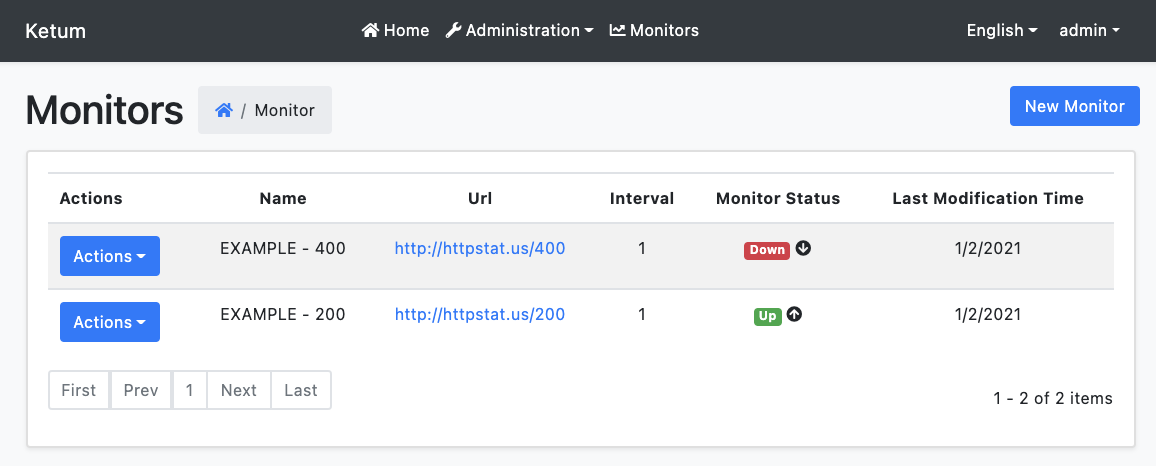 Ketum Home Administration Monitors English admin
Monitors / Monitor New Monitor
Actions Name Url Interval Monitor Status Last Modification Time
Actions EXAMPLE - 400 http://httpstat.us/400 1 Down 1/2/2021
Actions EXAMPLE - 200 http://httpstat.us/200 1 Up 1/2/2021
First Prev 1 Next Last
1 - 2 of 2 items